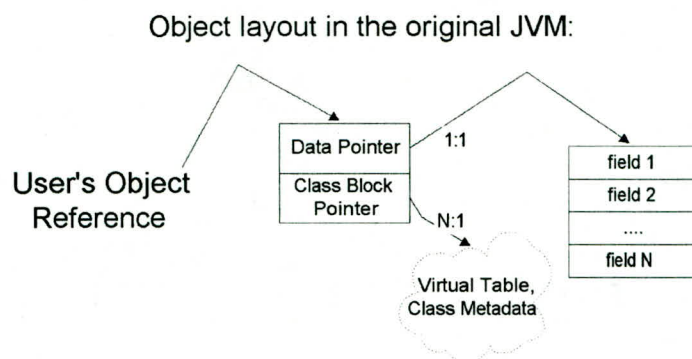 Object layout in the original JVM:
Data Pointer
1:1
field 1
User's Object
Reference
Class Block
Pointer
field 2
N:1
....
field N
Virtual Table,
Class Metadata